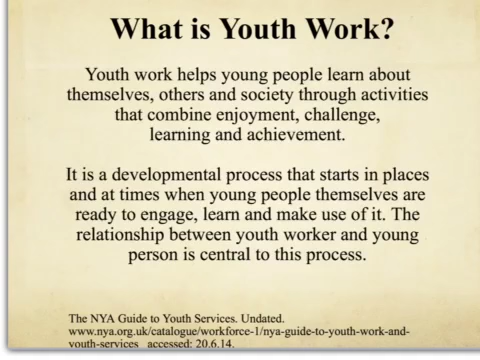 What is Youth Work?
Youth work helps young people learn about
themselves, others and society through activities
that combine enjoyment, challenge,
learning and achievement.
It is a developmental process that starts in places
and at times when young people themselves are
ready to engage, learn and make use of it. The
relationship between youth worker and young
person is central to this process.
The NYA Guide to Youth Services. Undated.
www.nya.org.uk/catalogue/workforce-1/nya-guide-to-youth-work-and-
youth-services   accessed: 20.6.14.